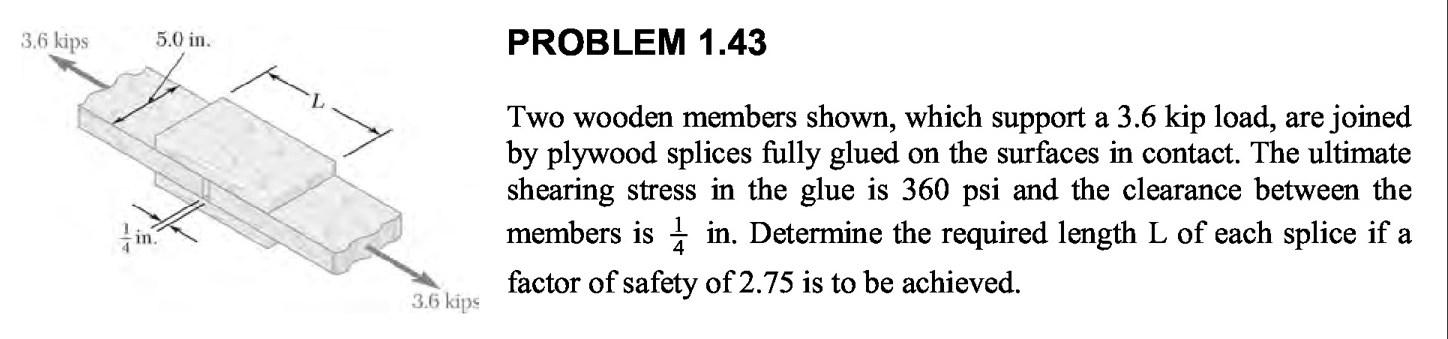 3.6 kips
5.0 in.
L
1/4 in.
3.6 kips
PROBLEM 1.43
Two wooden members shown, which support a 3.6 kip load, are joined
by plywood splices fully glued on the surfaces in contact. The ultimate
shearing stress in the glue is 360 psi and the clearance between the
members is 1/4 in. Determine the required length L of each splice if a
factor of safety of 2.75 is to be achieved.